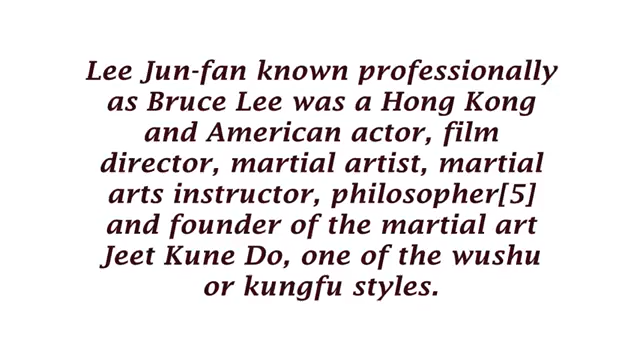 Lee Jun-fan known professionally
as Bruce Lee was a Hong Kong
and American actor, film
director, martial artist, martial
arts instructor, philosopher[5]
and founder of the martial art
Jeet Kune Do, one of the wushu
or kungfu styles.